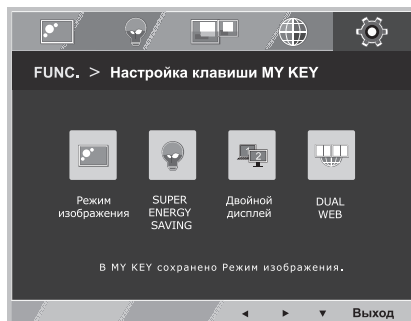 FUNC. > Настройка клавиши MY KEY
Режим
изображения
SUPER
ENERGY
SAVING
Двойной
дисплей
2
DUAL
WEB
В MY KEY сохранено Режим изображения.
Выход